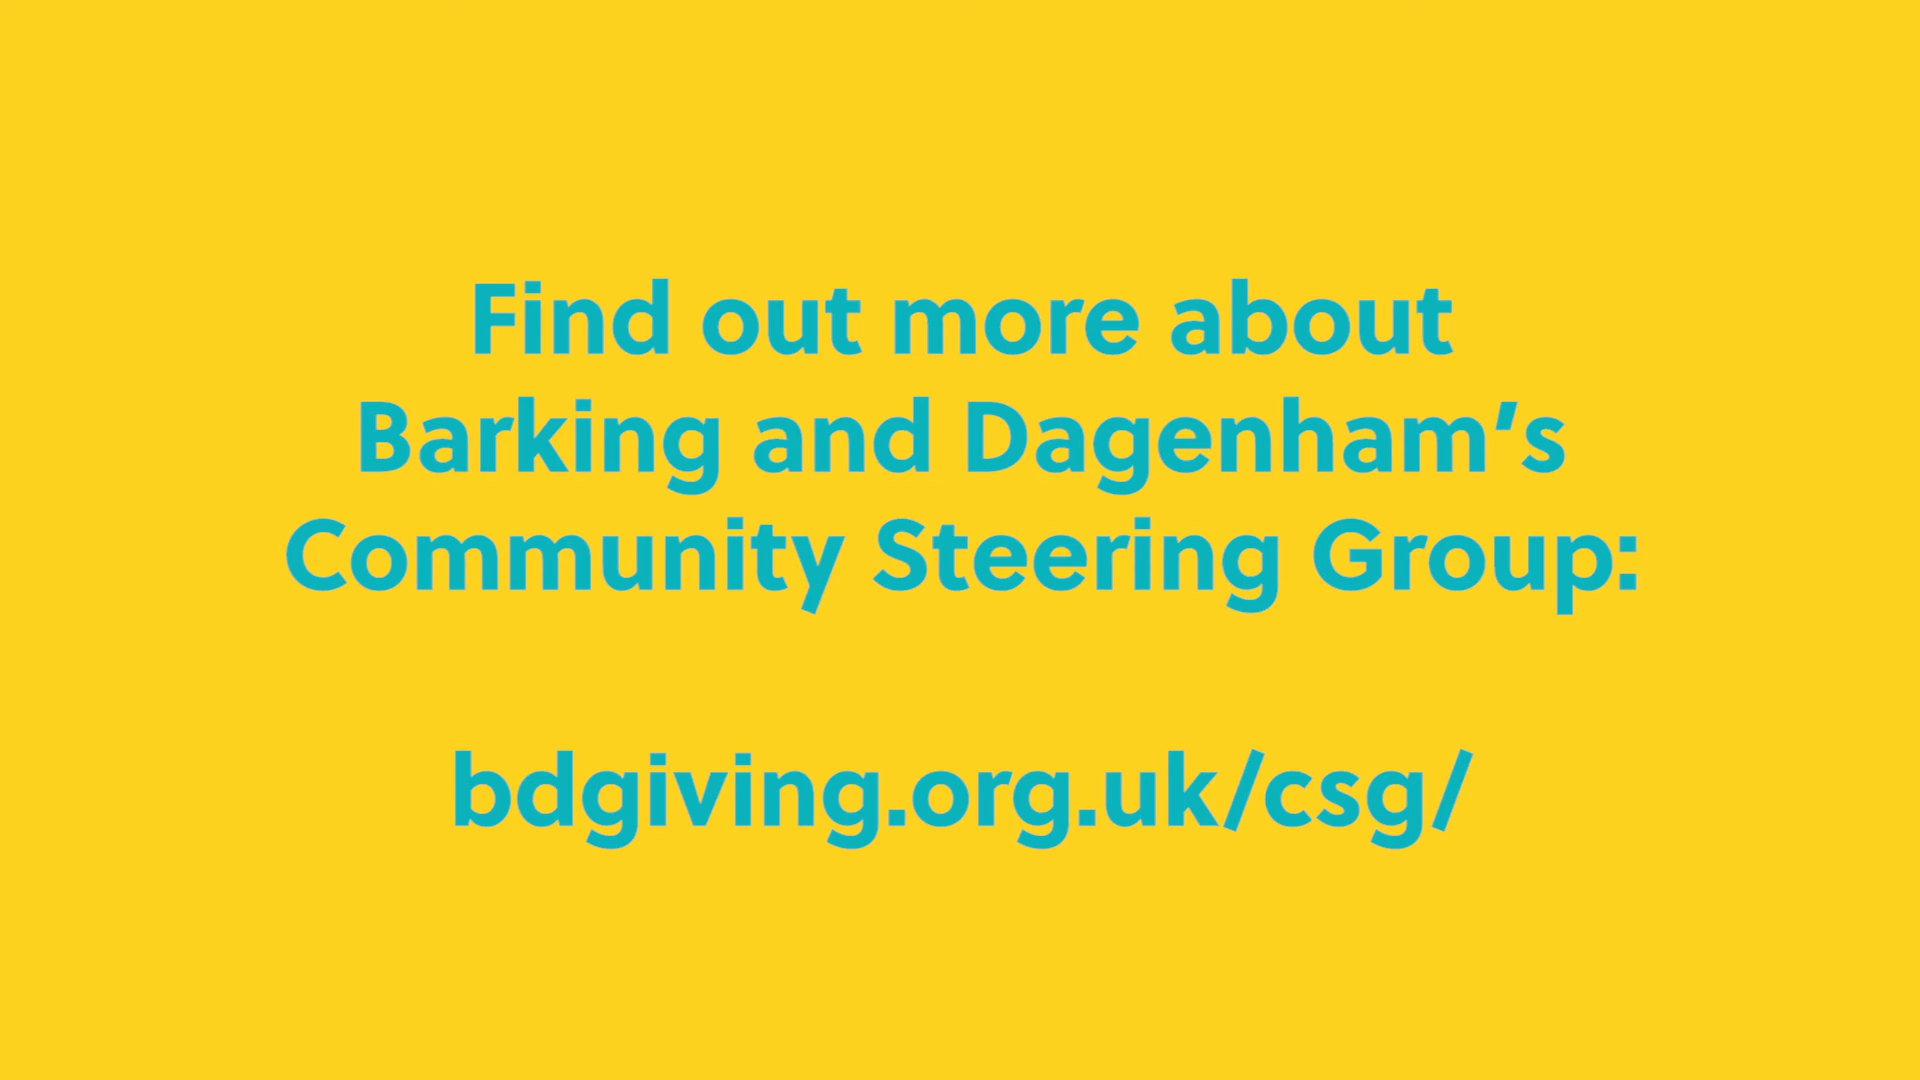 Find out more about
Barking and Dagenham’s
Community Steering Group:
bdgiving.org.uk/csg/